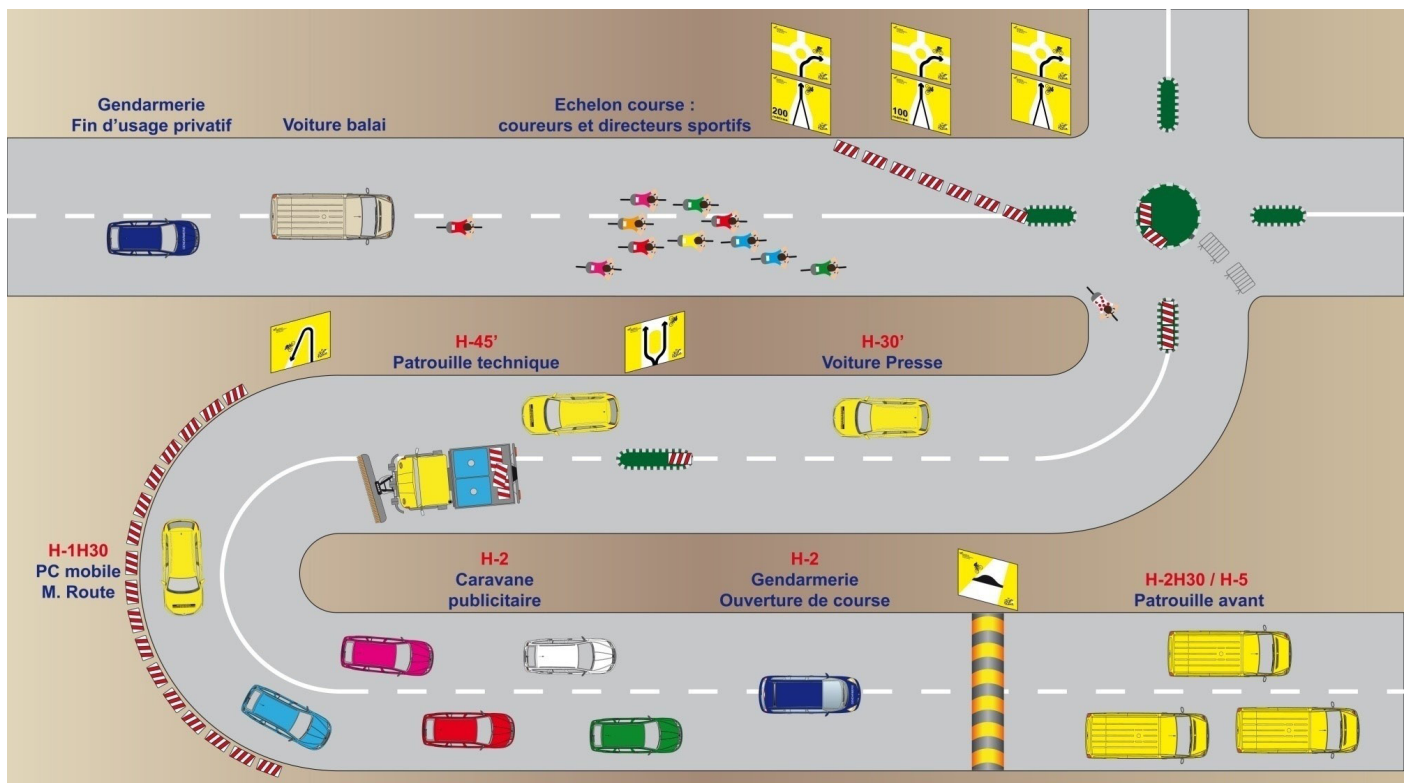 Gendarmerie
Fin d’usage privatif
Voiture balai
Echelon course :
coureurs et directeurs sportifs
200
100
H-45’
Patrouille technique
H-30’
Voiture Presse
H-1H30
PC mobile
M. Route
H-2
Caravane
publicitaire
H-2
Gendarmerie
Ouverture de course
H-2H30 / H-5
Patrouille avant